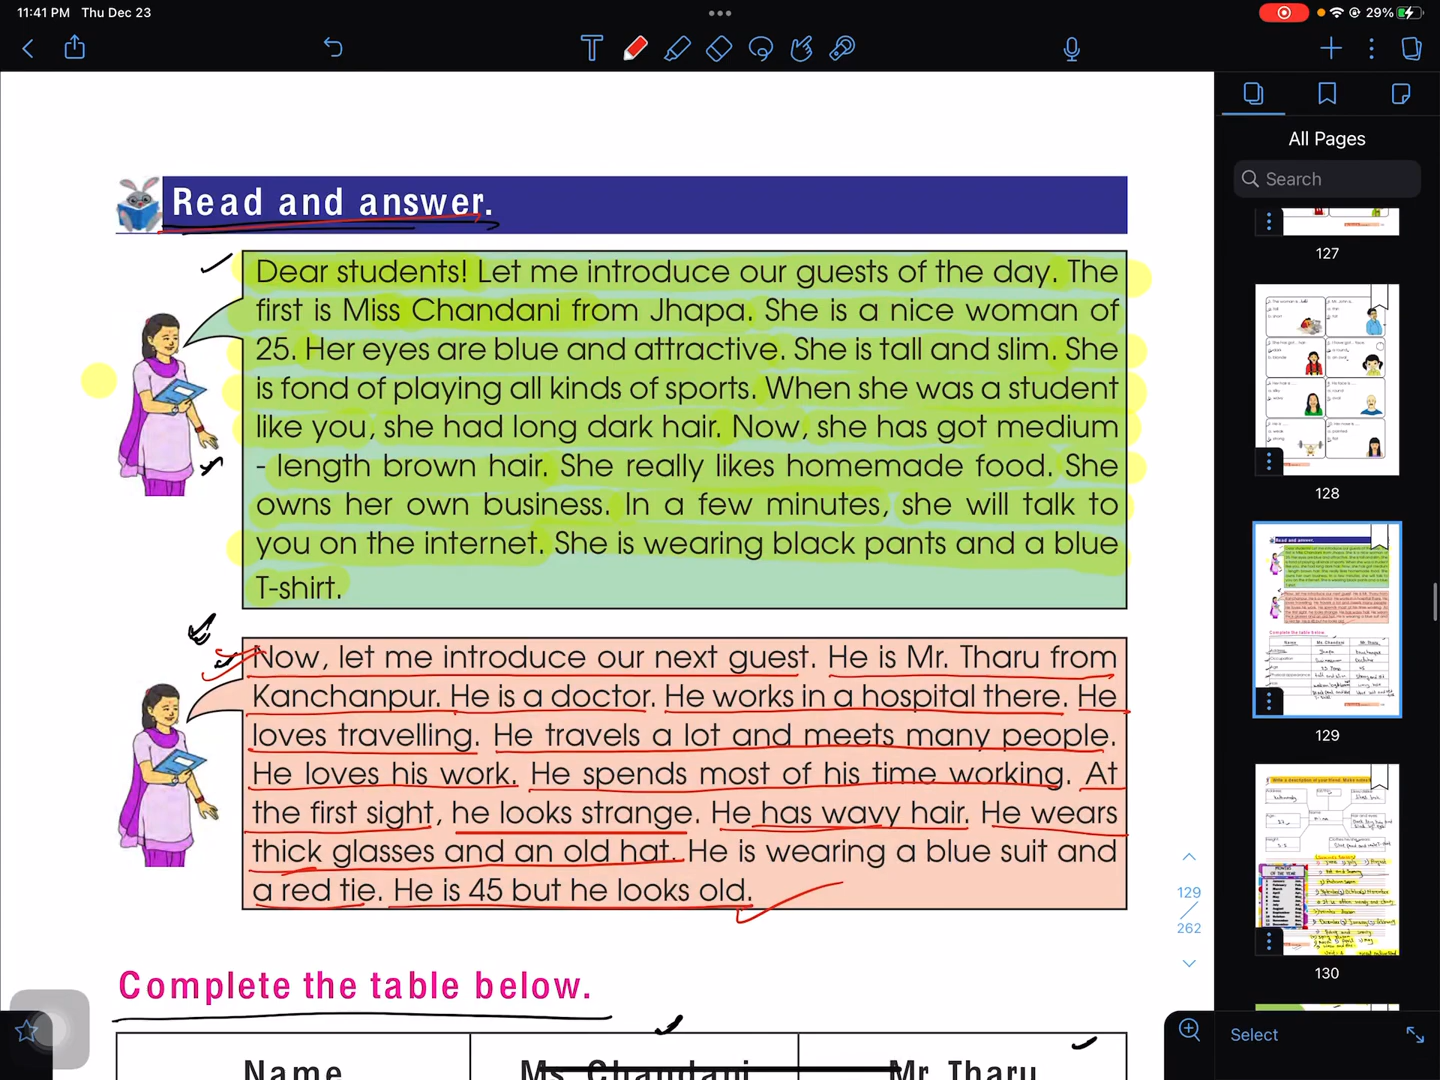 11:41 PM Thu Dec 23
29%
All Pages
Search
Read and answer.
Dear students! Let me introduce our guests of the day. The
first is Miss Chandani from Jhapa. She is a nice woman of
25. Her eyes are blue and attractive. She is tall and slim. She
is fond of playing all kinds of sports. When she was a student
like you, she had long dark hair. Now, she has got medium
- length brown hair. She really likes homemade food. She
owns her own business. In a few minutes, she will talk to
you on the internet. She is wearing black pants and a blue
T-shirt.
Now, let me introduce our next guest. He is Mr. Tharu from
Kanchanpur. He is a doctor. He works in a hospital there. He
loves travelling. He travels a lot and meets many people.
He loves his work. He spends most of his time working. At
the first sight, he looks strange. He has wavy hair. He wears
thick glasses and an old hat. He is wearing a blue suit and
a red tie. He is 45 but he looks old.
Complete the table below.
Name
Ms Chandani
Mr Tharu
129
262
127
128
129
130
Select